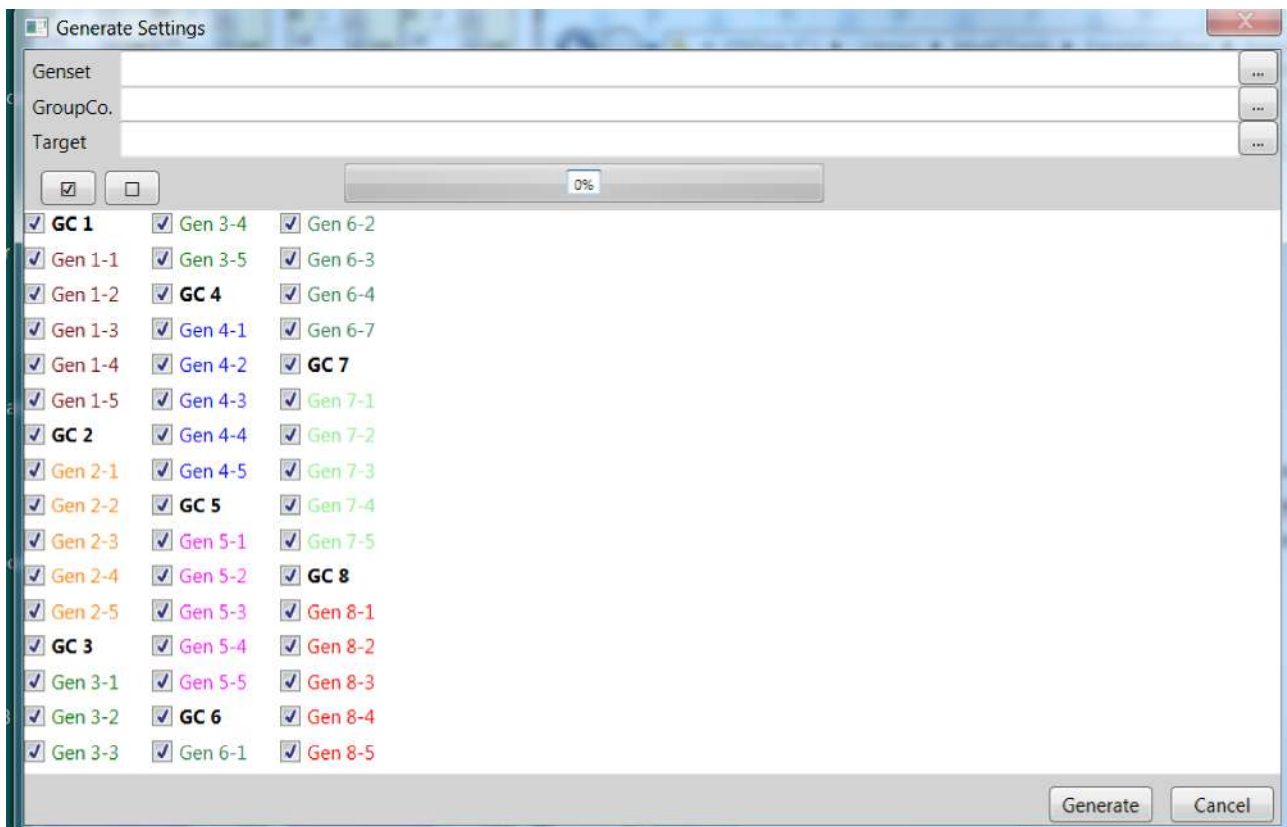 Generate Settings
Genset ...
GroupCo. ...
Target ...
0%
GC 1
Gen 1-1
Gen 1-2
Gen 1-3
Gen 1-4
Gen 1-5
GC 2
Gen 2-1
Gen 2-2
Gen 2-3
Gen 2-4
Gen 2-5
GC 3
Gen 3-1
Gen 3-2
Gen 3-3
Gen 3-4
Gen 3-5
GC 4
Gen 4-1
Gen 4-2
Gen 4-3
Gen 4-4
Gen 4-5
GC 5
Gen 5-1
Gen 5-2
Gen 5-3
Gen 5-4
Gen 5-5
GC 6
Gen 6-1
Gen 6-2
Gen 6-3
Gen 6-4
Gen 6-7
GC 7
Gen 7-1
Gen 7-2
Gen 7-3
Gen 7-4
Gen 7-5
GC 8
Gen 8-1
Gen 8-2
Gen 8-3
Gen 8-4
Gen 8-5
Generate Cancel